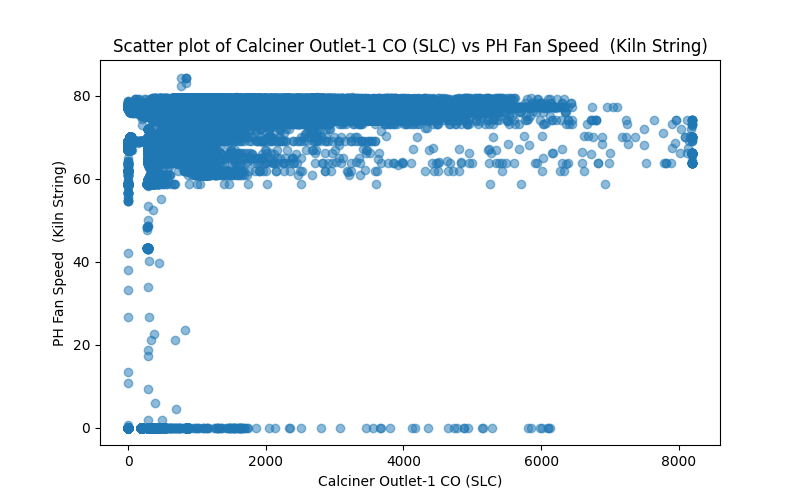 Scatter plot of Calciner Outlet-1 CO (SLC) vs PH Fan Speed  (Kiln String)
80
60
40
20
0
PH Fan Speed  (Kiln String)
0 2000 4000 6000 8000
Calciner Outlet-1 CO (SLC)